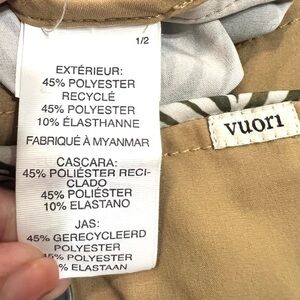 1/2
EXTÉRIEUR:
45% POLYESTER
RECYCLÉ
45% POLYESTER
10% ÉLASTHANNE
FABRIQUÉ À MYANMAR
CASCARA:
45% POLIÉSTER RECI-
CLADO
45% POLIÉSTER
10% ELASTANO
JAS:
45% GERECYCLEERD
POLYESTER
45% POLYESTER
% ELASTAAN
vuori